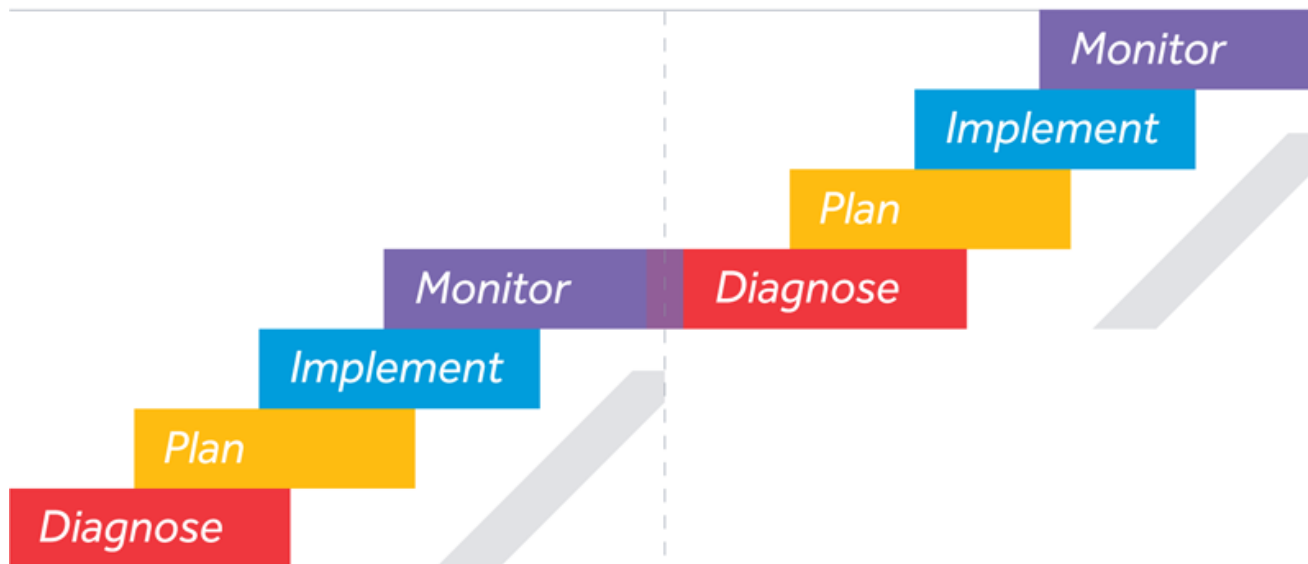 Monitor
Implement
Plan
Monitor
Diagnose
Implement
Plan
Diagnose